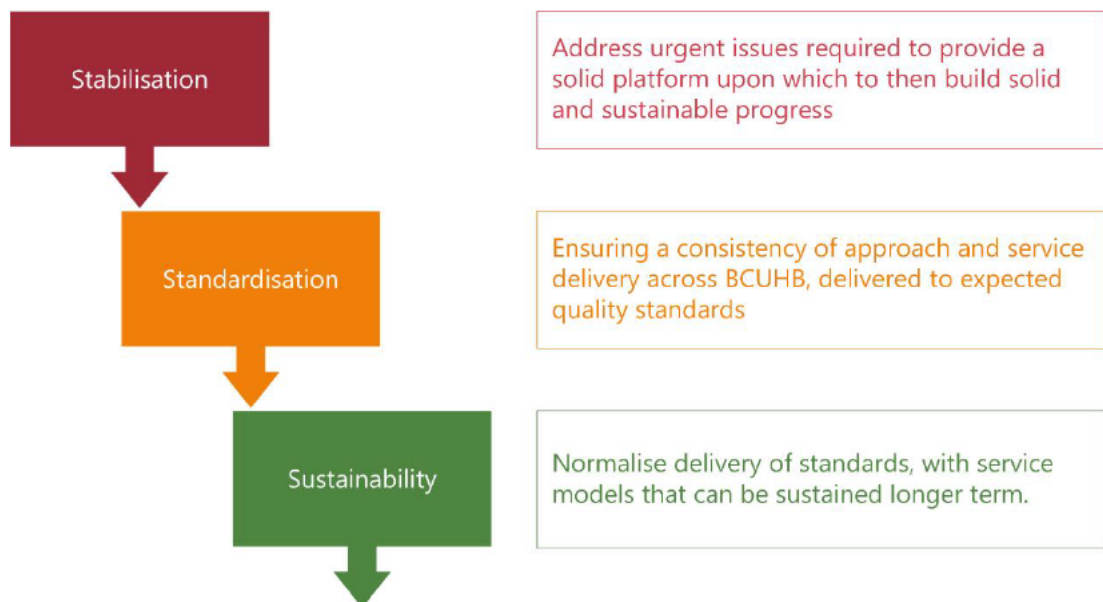 Stabilisation
Address urgent issues required to provide a
solid platform upon which to then build solid
and sustainable progress
Standardisation
Ensuring a consistency of approach and service
delivery across BCUHB, delivered to expected
quality standards
Sustainability
Normalise delivery of standards, with service
models that can be sustained longer term.